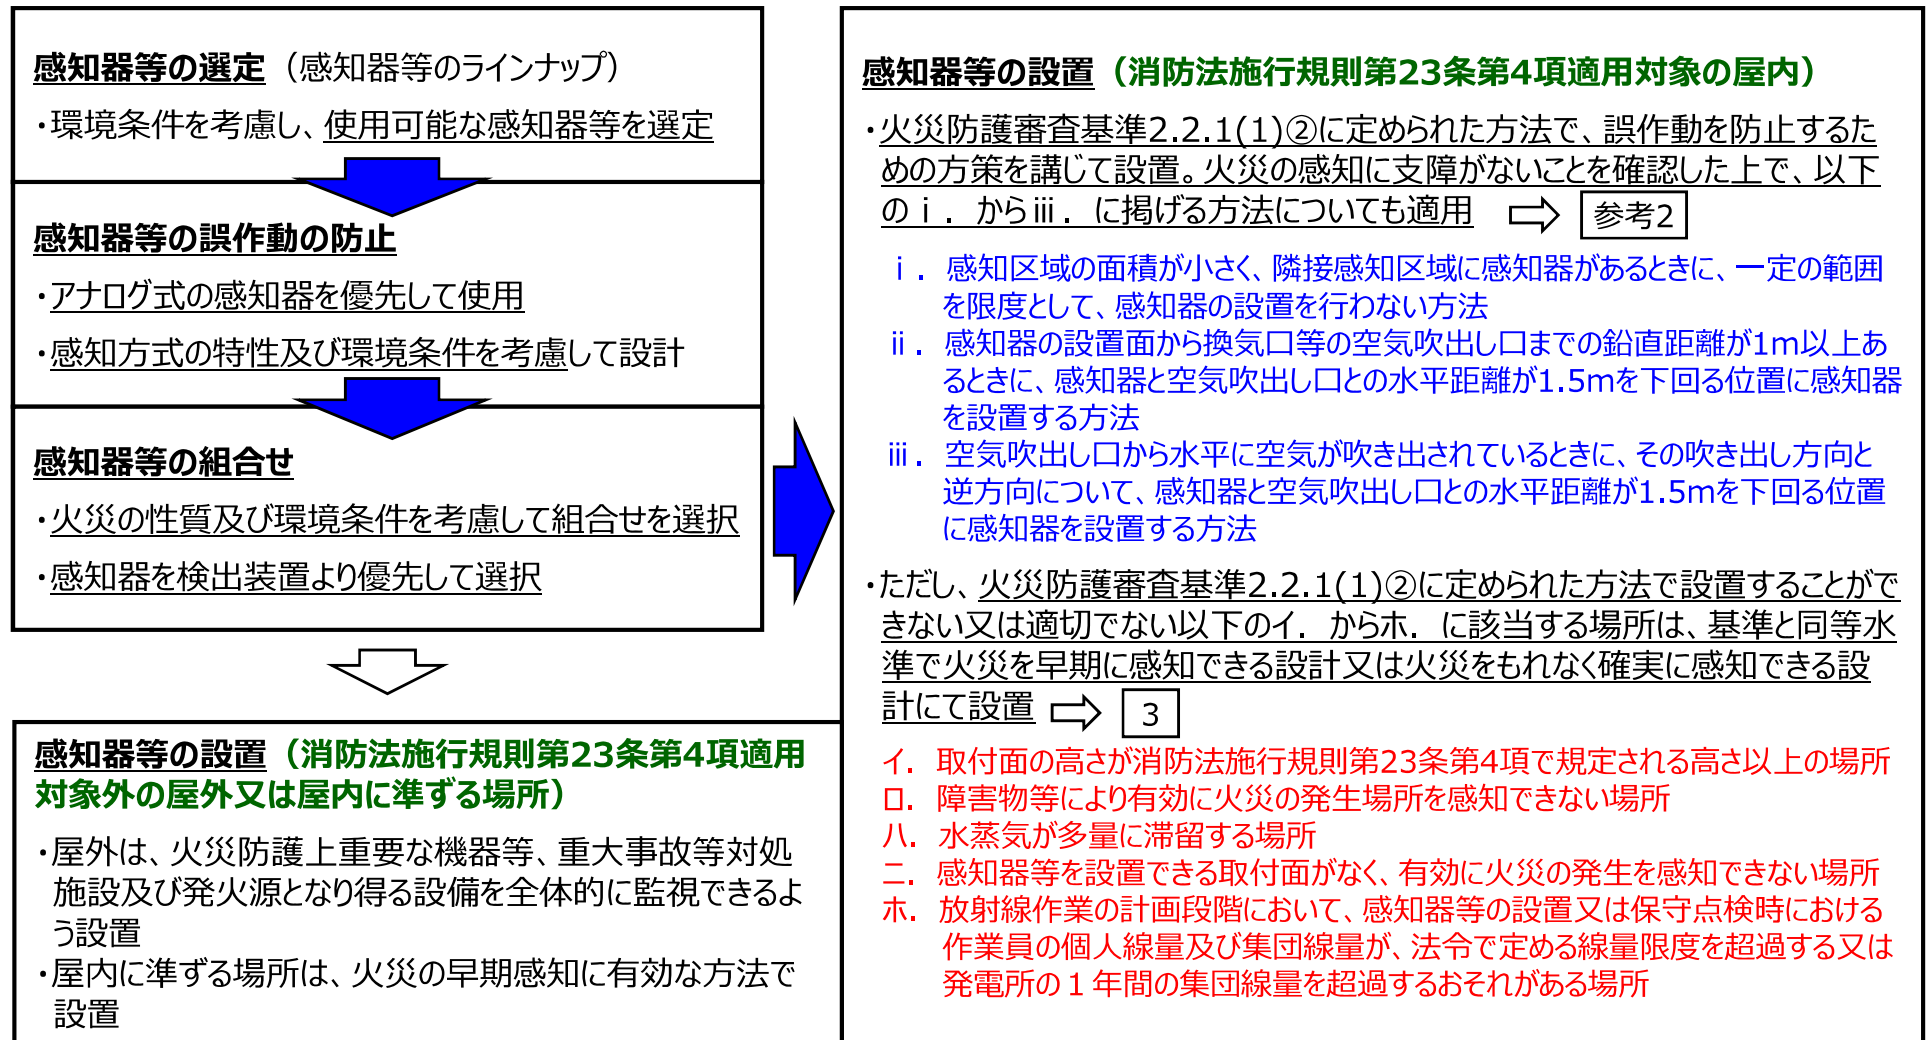 感知器等の選定（感知器等のラインナップ）
・環境条件を考慮し、使用可能な感知器等を選定
感知器等の誤作動の防止
・アナログ式の感知器を優先して使用
・感知方式の特性及び環境条件を考慮して設計
感知器等の組合せ
・火災の性質及び環境条件を考慮して組合せを選択
・感知器を検出装置より優先して選択
感知器等の設置（消防法施行規則第23条第4項適用
対象外の屋外又は屋内に準ずる場所）
・屋外は、火災防護上重要な機器等、重大事故等対処
施設及び発火源となり得る設備を全体的に監視できるよ
う設置
・屋内に準ずる場所は、火災の早期感知に有効な方法で
設置
感知器等の設置（消防法施行規則第23条第4項適用対象の屋内）
・火災防護審査基準2.2.1(1)②に定められた方法で、誤作動を防止するた
めの方策を講じて設置。火災の感知に支障がないことを確認した上で、以下
のⅰ．からⅲ．に掲げる方法についても適用 参考2
ⅰ．感知区域の面積が小さく、隣接感知区域に感知器があるときに、一定の範囲
を限度として、感知器の設置を行わない方法
ⅱ．感知器の設置面から換気口等の空気吹出し口までの鉛直距離が1m以上あ
るときに、感知器と空気吹出し口との水平距離が1.5mを下回る位置に感知器
を設置する方法
ⅲ．空気吹出し口から水平に空気が吹き出されているときに、その吹き出し方向と
逆方向について、感知器と空気吹出し口との水平距離が1.5mを下回る位置
に感知器を設置する方法
・ただし、火災防護審査基準2.2.1(1)②に定められた方法で設置することがで
きない又は適切でない以下のイ．からホ．に該当する場所は、基準と同等水
準で火災を早期に感知できる設計又は火災をもれなく確実に感知できる設
計にて設置 3
イ．取付面の高さが消防法施行規則第23条第4項で規定される高さ以上の場所
ロ．障害物等により有効に火災の発生場所を感知できない場所
ハ．水蒸気が多量に滞留する場所
ニ．感知器等を設置できる取付面がなく、有効に火災の発生を感知できない場所
ホ．放射線作業の計画段階において、感知器等の設置又は保守点検時における
作業員の個人線量及び集団線量が、法令で定める線量限度を超過する又は
発電所の１年間の集団線量を超過するおそれがある場所